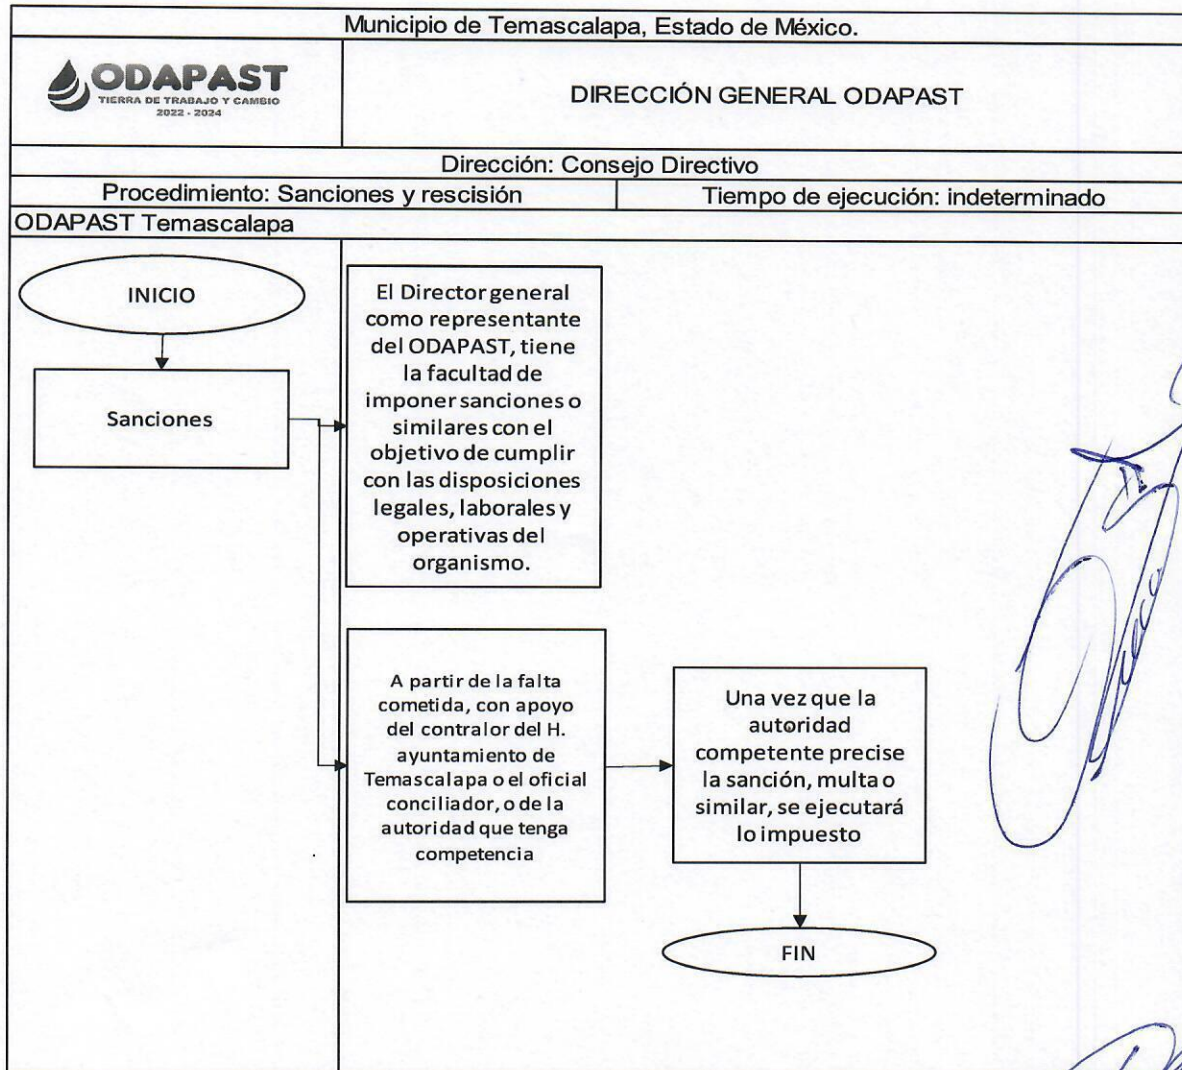 Municipio de Temascalapa, Estado de México.
ODAPAST
TIERRA DE TRABAJO Y CAMBIO
2022 - 2024
DIRECCIÓN GENERAL ODAPAST
Dirección: Consejo Directivo
Procedimiento: Sanciones y rescisión
Tiempo de ejecución: indeterminado
ODAPAST Temascalapa
INICIO
Sanciones
El Director general
como representante
del ODAPAST, tiene
la facultad de
imponer sanciones o
similares con el
objetivo de cumplir
con las disposiciones
legales, laborales y
operativas del
organismo.
A partir de la falta
cometida, con apoyo
del contralor del H.
ayuntamiento de
Temascalapa o el oficial
conciliador, o de la
autoridad que tenga
competencia
Una vez que la
autoridad
competente precise
la sanción, multa o
similar, se ejecutará
lo impuesto
FIN